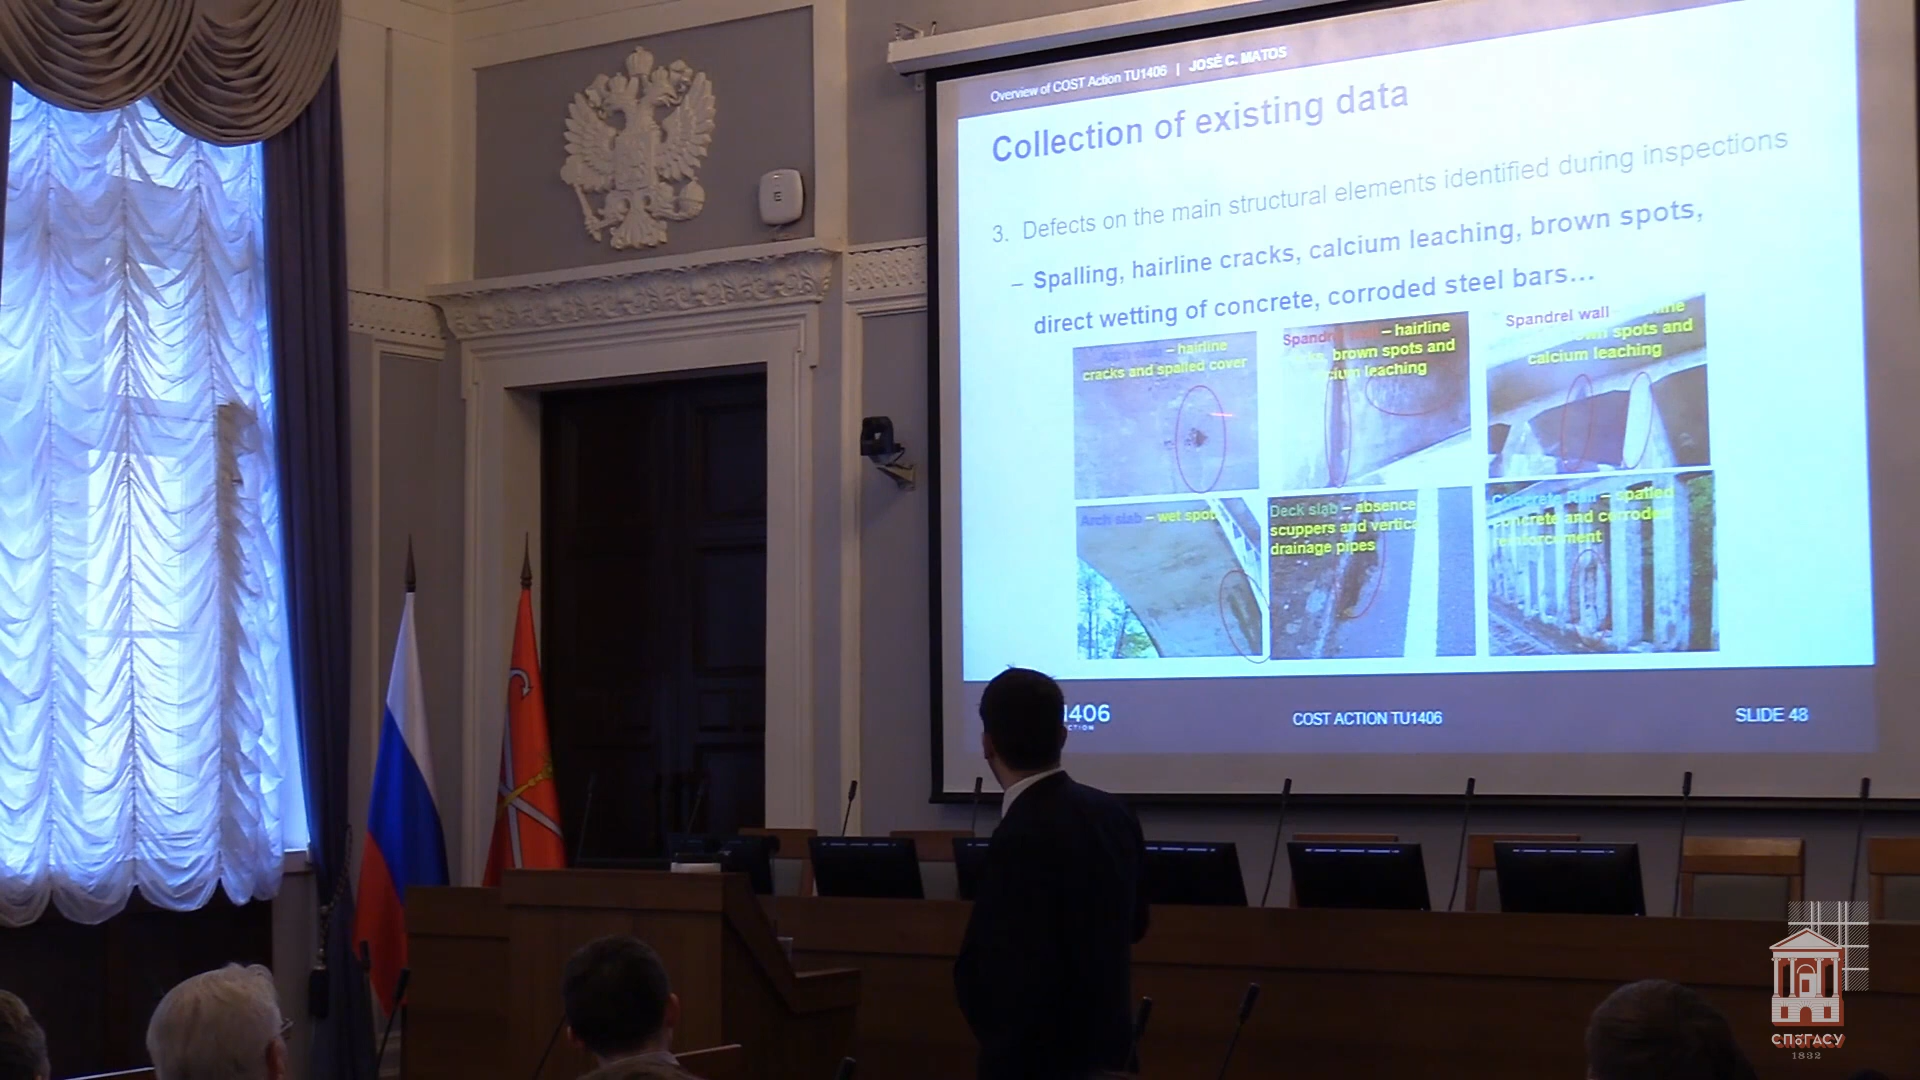 Overview of COST Action TU1406 | JOSÉ C. MATOS
Collection of existing data
3. Defects on the main structural elements identified during inspections
– Spalling, hairline cracks, calcium leaching, brown spots,
direct wetting of concrete, corroded steel bars...
– hairline
cracks and spalled cover
– hairline
brown spots and
leaching
Spandrel wall
spots and
calcium leaching
Arch slab – wet spot
Deck slab – absence
scuppers and
drainage pipes
Concrete Rail – spalled
concrete and corroded
reinforcement
1406
COST ACTION TU1406
SLIDE 48
СПбГАСУ
1832